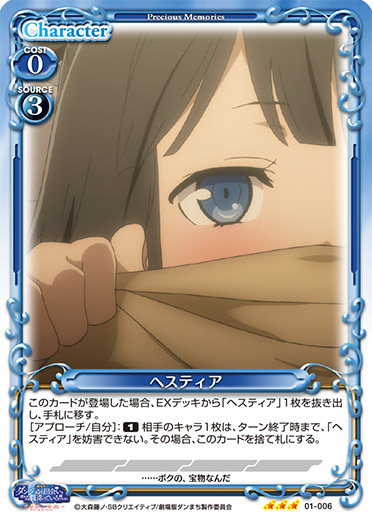 Precious Memories
Character
COST
0
SOURCE
3
ヘスティア
このカードが登場した場合、EXデッキから「ヘスティア」1枚を抜き出
し、手札に移す。
[アプローチ/自分]:1 相手のキャラ1枚は、ターン終了時まで、「ヘ
スティア」を妨害できない。その場合、このカードを捨て札にする。
……ボクの、宝物なんだ
©大森藤ノ・SBクリエイティブ/劇場版ダンまち製作委員会
★★★ 01-006